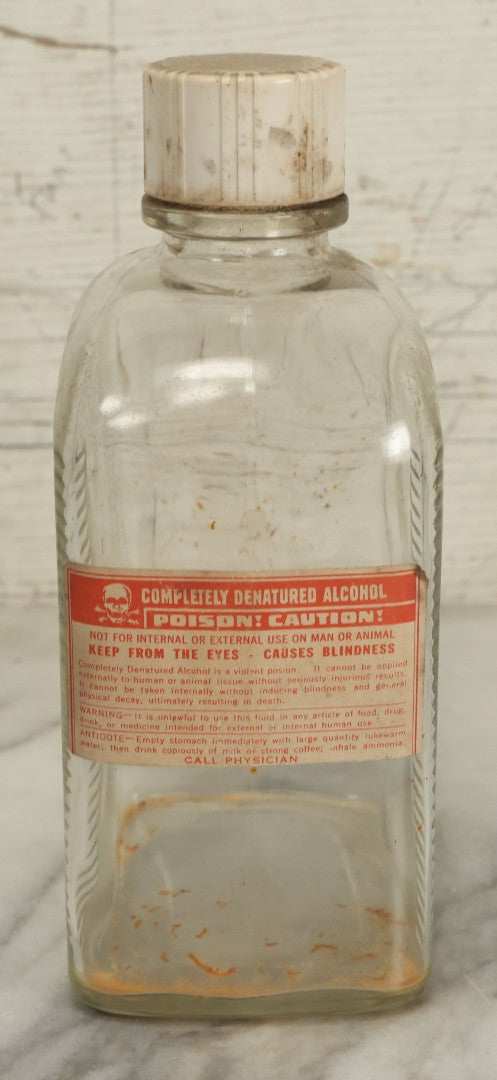 COMPLETELY DENATURED ALCOHOL
POISON! CAUTION!
NOT FOR INTERNAL OR EXTERNAL USE ON MAN OR ANIMAL
KEEP FROM THE EYES - CAUSES BLINDNESS
Completely Denatured Alcohol is a violent posion. It cannot be applied
externally to human or animal tissue without seriously injurious results.
It cannot be taken internally without inducing blindness and general
physical decay, ultimately resulting in death.
WARNING—It is unlawful to use this fluid in any article of food, drug,
drink, or medicine intended for external or internal human use.
ANTIDOTE—Empty stomach immediately with large quantity lukewarm
water; then drink copiously of milk or strong coffee; inhale ammonia.
CALL PHYSICIAN